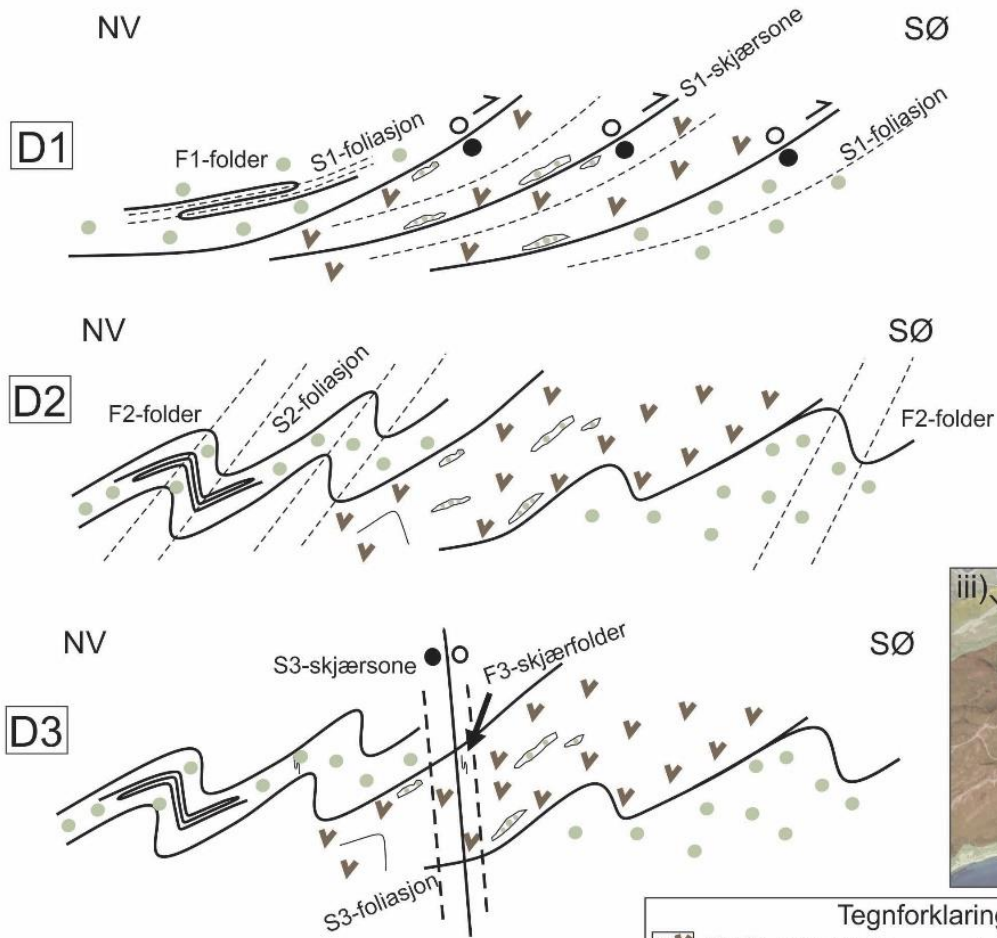 NV
SØ
D1
F1-folder
S1-foliasjon
S1-skjærsone
S1-foliasjon
NV
SØ
D2
F2-folder
S2-foliasjon
F2-folder
iii)
NV
SØ
D3
S3-skjærsone
F3-skjærfolder
S3-foliasjon
Tegnforklaring